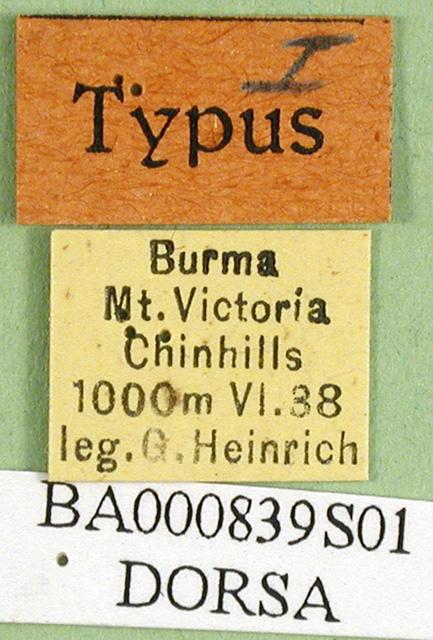 I
Typus
Burma
Mt. Victoria
Chinhills
1000m VI.38
leg. G. Heinrich
BA000839S01
DORSA